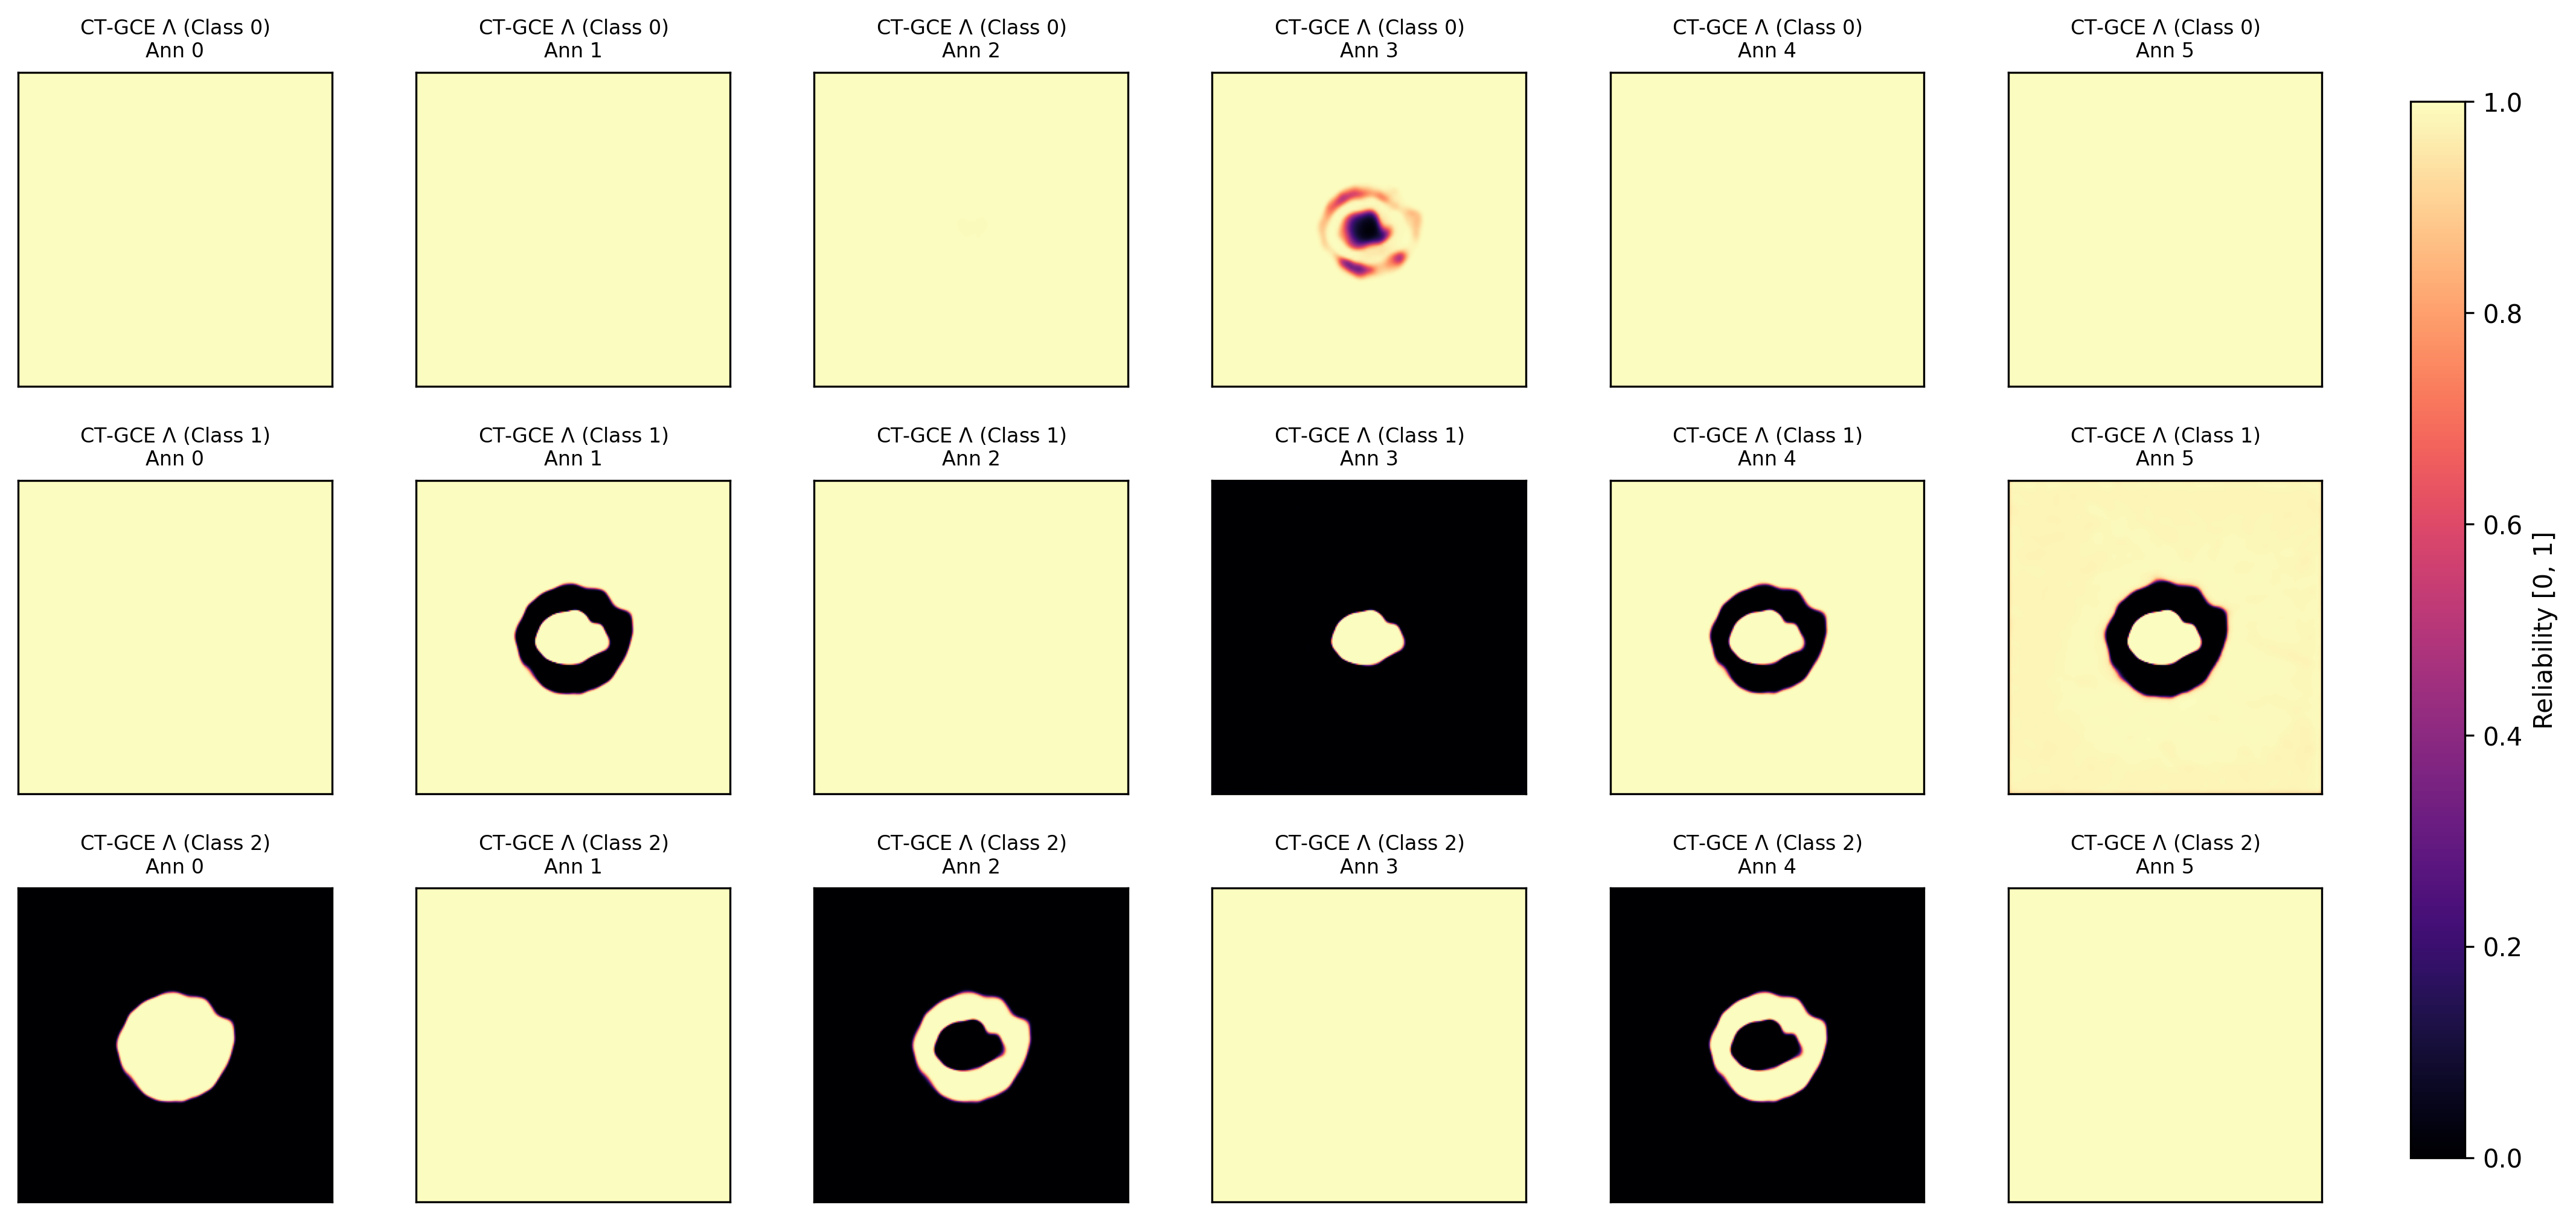 CT-GCE Λ (Class 0)
Ann 0
CT-GCE Λ (Class 0)
Ann 1
CT-GCE Λ (Class 0)
Ann 2
CT-GCE Λ (Class 0)
Ann 3
CT-GCE Λ (Class 0)
Ann 4
CT-GCE Λ (Class 0)
Ann 5
CT-GCE Λ (Class 1)
Ann 0
CT-GCE Λ (Class 1)
Ann 1
CT-GCE Λ (Class 1)
Ann 2
CT-GCE Λ (Class 1)
Ann 3
CT-GCE Λ (Class 1)
Ann 4
CT-GCE Λ (Class 1)
Ann 5
CT-GCE Λ (Class 2)
Ann 0
CT-GCE Λ (Class 2)
Ann 1
CT-GCE Λ (Class 2)
Ann 2
CT-GCE Λ (Class 2)
Ann 3
CT-GCE Λ (Class 2)
Ann 4
CT-GCE Λ (Class 2)
Ann 5
1.0
0.8
0.6
0.4
0.2
0.0
Reliability [0, 1]